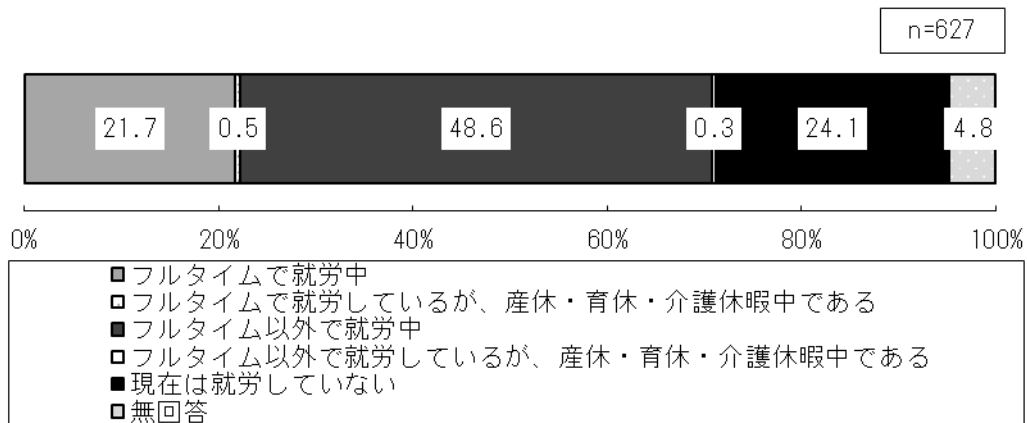 n=627
21.7 0.5 48.6 0.3 24.1 4.8
0% 20% 40% 60% 80% 100%
フルタイムで就労中
フルタイムで就労しているが、産休・育休・介護休暇中である
フルタイム以外で就労中
フルタイム以外で就労しているが、産休・育休・介護休暇中である
現在は就労していない
無回答